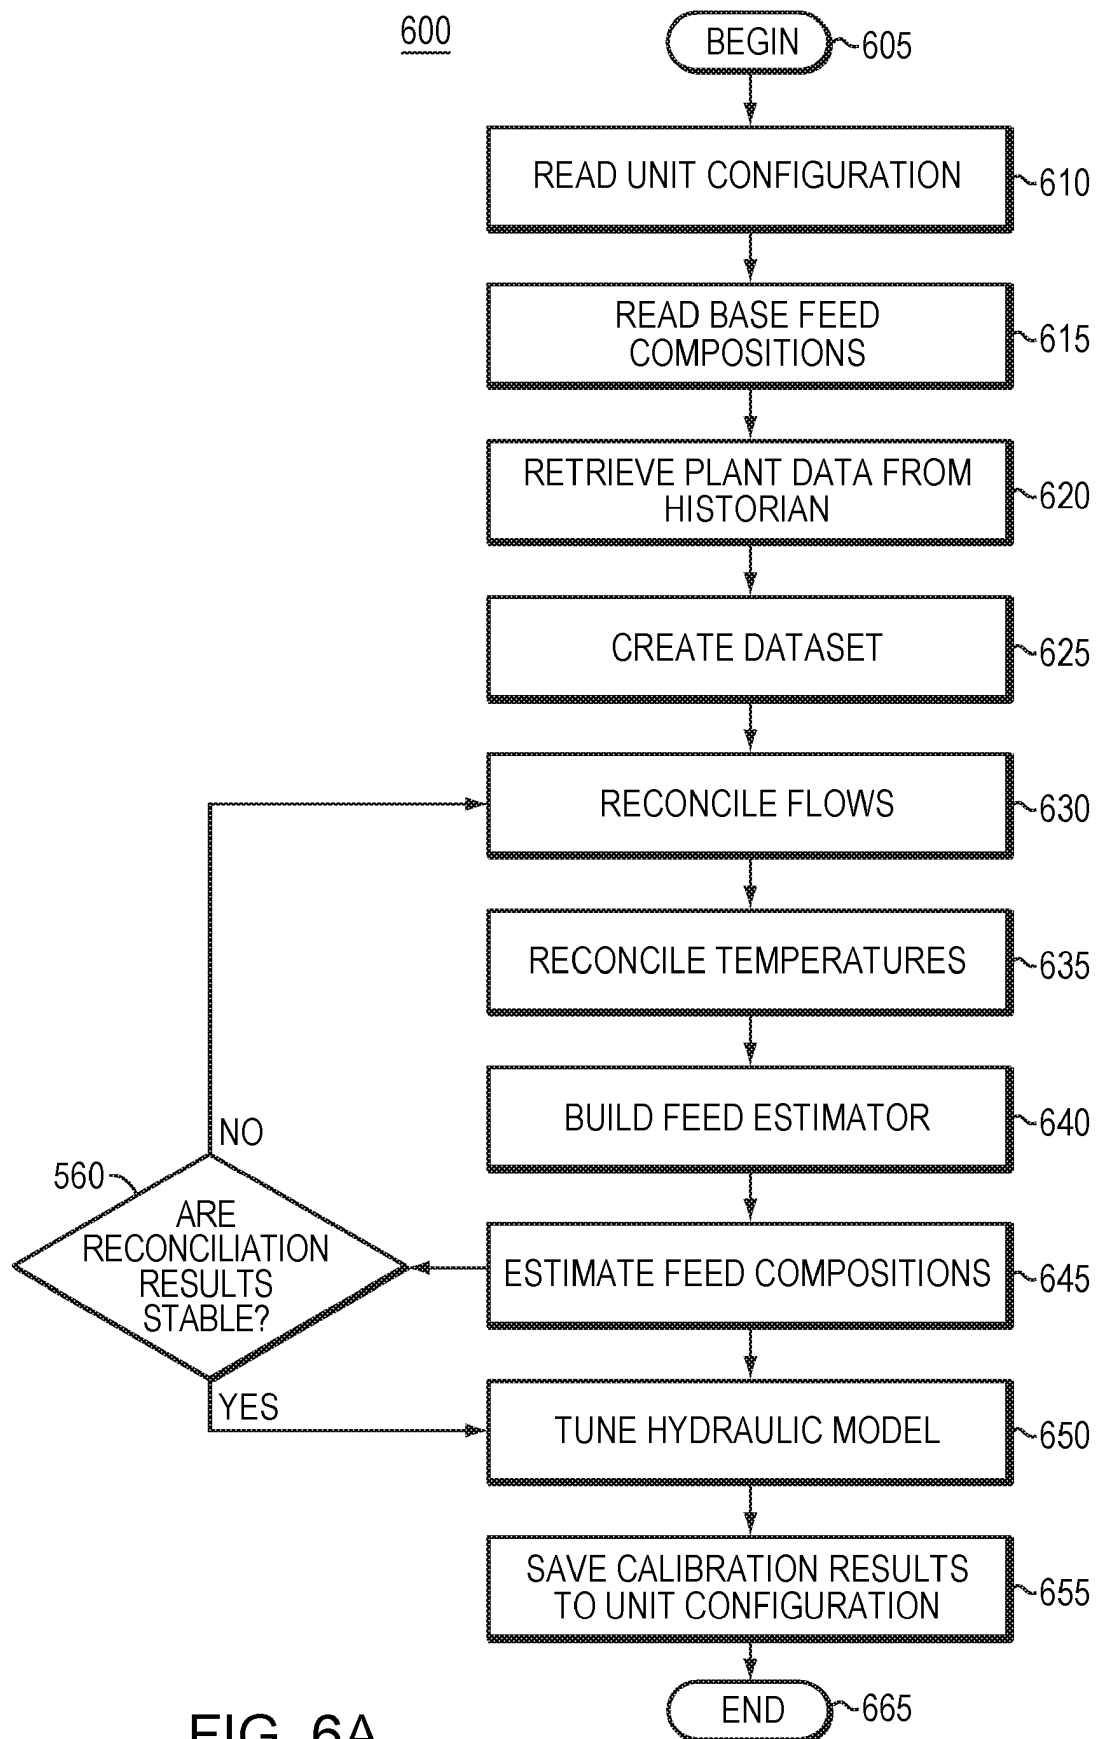 600
BEGIN
605
READ UNIT CONFIGURATION
610
READ BASE FEED
COMPOSITIONS
615
RETRIEVE PLANT DATA FROM
HISTORIAN
620
CREATE DATASET
625
RECONCILE FLOWS
630
RECONCILE TEMPERATURES
635
BUILD FEED ESTIMATOR
640
NO
560
ARE
RECONCILIATION
RESULTS
STABLE?
ESTIMATE FEED COMPOSITIONS
645
YES
TUNE HYDRAULIC MODEL
650
SAVE CALIBRATION RESULTS
TO UNIT CONFIGURATION
655
END
665
FIG. 6A